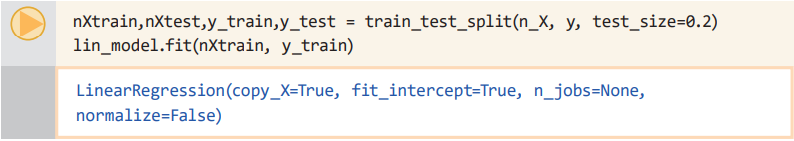 nXtrain,nXtest,y_train,y_test = train_test_split(n_X, y, test_size=0.2)
lin_model.fit(nXtrain, y_train)
LinearRegression(copy_X=True, fit_intercept=True, n_jobs=None,
normalize=False)